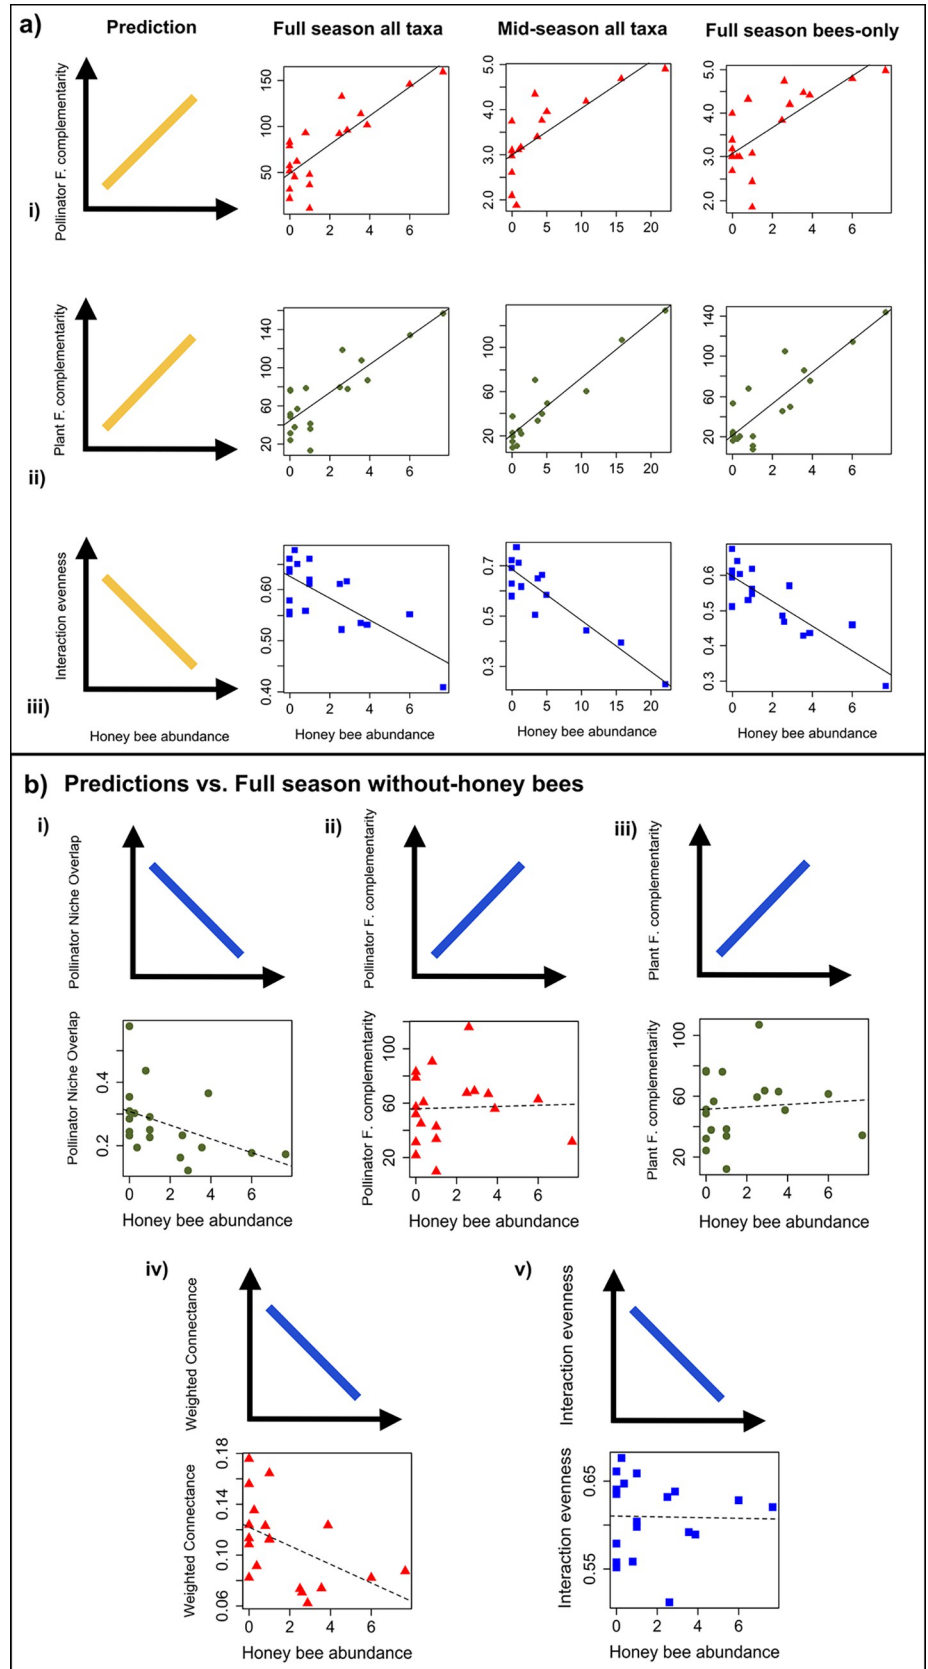 a)
Prediction
Full season all taxa
Mid-season all taxa
Full season bees-only
i)
Pollinator F. complementarity
50 100 150
0 2 4 6
2.0 3.0 4.0 5.0
0 5 10 15 20
2.0 3.0 4.0 5.0
0 2 4 6
ii)
Plant F. complementarity
20 60 100 140
0 2 4 6
20 60 100
0 5 10 15 20
20 60 100 140
0 2 4 6
iii)
Interaction evenness
0.40 0.50 0.60
0 2 4 6
0.3 0.5 0.7
0 5 10 15 20
0.3 0.4 0.5 0.6
0 2 4 6
Honey bee abundance
Honey bee abundance
Honey bee abundance
Honey bee abundance
b) Predictions vs. Full season without-honey bees
i)
Pollinator Niche Overlap
ii)
Pollinator F. complementarity
iii)
Plant F. complementarity
Pollinator Niche Overlap
0.2 0.4
0 2 4 6
Honey bee abundance
Pollinator F. complementarity
20 60 100
0 2 4 6
Honey bee abundance
Plant F. complementarity
20 60 100
0 2 4 6
Honey bee abundance
iv)
Weighted Connectance
v)
Interaction evenness
Weighted Connectance
0.06 0.10 0.14 0.18
0 2 4 6
Honey bee abundance
Interaction evenness
0.55 0.65
0 2 4 6
Honey bee abundance